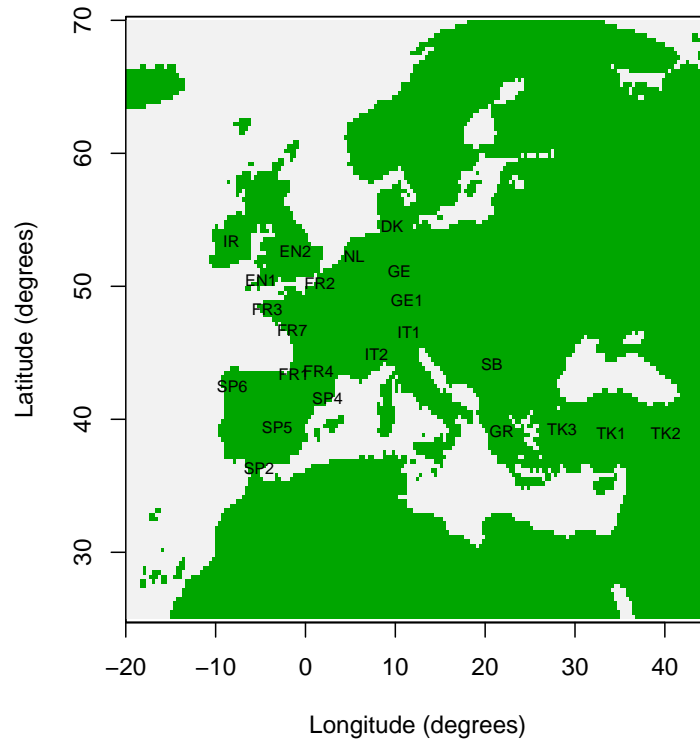 70
60
50
40
30
Latitude (degrees)
DK
IR
EN2
NL
GE
EN1
FR2
GE1
FR3
FR7
IT1
IT2
SB
FR1
FR4
SP6
SP4
SP5
GR
TK3
TK1
TK2
SP2
−20 −10 0 10 20 30 40
Longitude (degrees)